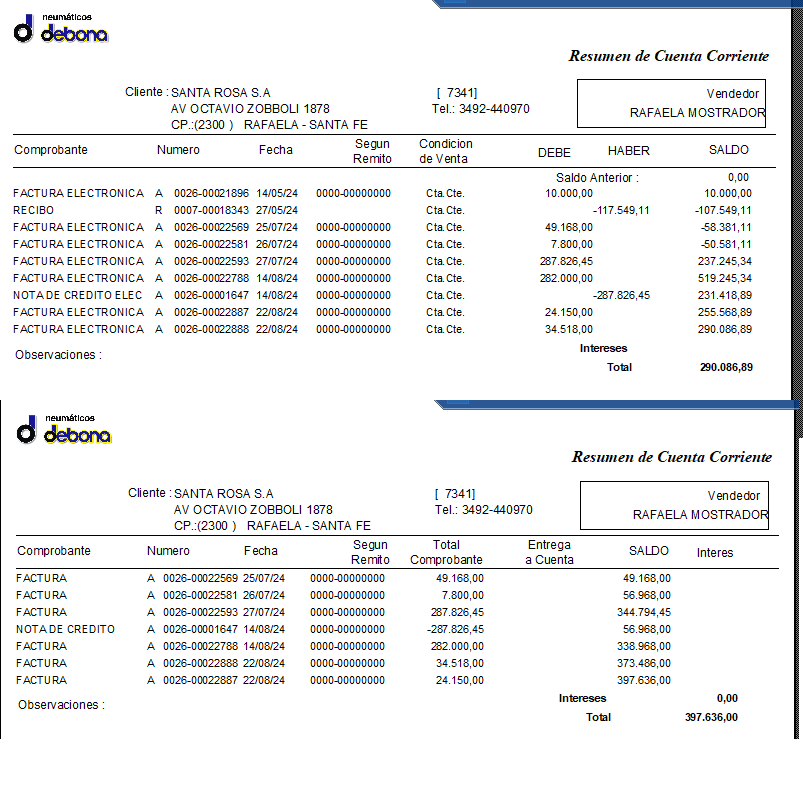 neumáticos
debona
Resumen de Cuenta Corriente
Cliente : SANTA ROSA S.A [ 7341] Vendedor
AV OCTAVIO ZOBBOLI 1878 Tel.: 3492-440970 RAFAELA MOSTRADOR
CP.:(2300 ) RAFAELA - SANTA FE
Comprobante Numero Fecha Segun Remito Condicion de Venta DEBE HABER SALDO
Saldo Anterior : 0,00
FACTURA ELECTRONICA A 0026-00021896 14/05/24 0000-00000000 Cta.Cte. 10.000,00 10.000,00
RECIBO R 0007-00018343 27/05/24 Cta.Cte. -117.549,11 -107.549,11
FACTURA ELECTRONICA A 0026-00022569 25/07/24 0000-00000000 Cta.Cte. 49.168,00 -58.381,11
FACTURA ELECTRONICA A 0026-00022581 26/07/24 0000-00000000 Cta.Cte. 7.800,00 -50.581,11
FACTURA ELECTRONICA A 0026-00022593 27/07/24 0000-00000000 Cta.Cte. 287.826,45 237.245,34
FACTURA ELECTRONICA A 0026-00022788 14/08/24 0000-00000000 Cta.Cte. 282.000,00 519.245,34
NOTA DE CREDITO ELEC A 0026-00001647 14/08/24 0000-00000000 Cta.Cte. -287.826,45 231.418,89
FACTURA ELECTRONICA A 0026-00022887 22/08/24 0000-00000000 Cta.Cte. 24.150,00 255.568,89
FACTURA ELECTRONICA A 0026-00022888 22/08/24 0000-00000000 Cta.Cte. 34.518,00 290.086,89
Observaciones : Intereses
Total 290.086,89
neumáticos
debona
Resumen de Cuenta Corriente
Cliente : SANTA ROSA S.A [ 7341] Vendedor
AV OCTAVIO ZOBBOLI 1878 Tel.: 3492-440970 RAFAELA MOSTRADOR
CP.:(2300 ) RAFAELA - SANTA FE
Comprobante Numero Fecha Segun Remito Total Comprobante Entrega a Cuenta SALDO Interes
FACTURA A 0026-00022569 25/07/24 0000-00000000 49.168,00 49.168,00
FACTURA A 0026-00022581 26/07/24 0000-00000000 7.800,00 56.968,00
FACTURA A 0026-00022593 27/07/24 0000-00000000 287.826,45 344.794,45
NOTA DE CREDITO A 0026-00001647 14/08/24 0000-00000000 -287.826,45 56.968,00
FACTURA A 0026-00022788 14/08/24 0000-00000000 282.000,00 338.968,00
FACTURA A 0026-00022888 22/08/24 0000-00000000 34.518,00 373.486,00
FACTURA A 0026-00022887 22/08/24 0000-00000000 24.150,00 397.636,00
Observaciones : Intereses 0,00
Total 397.636,00